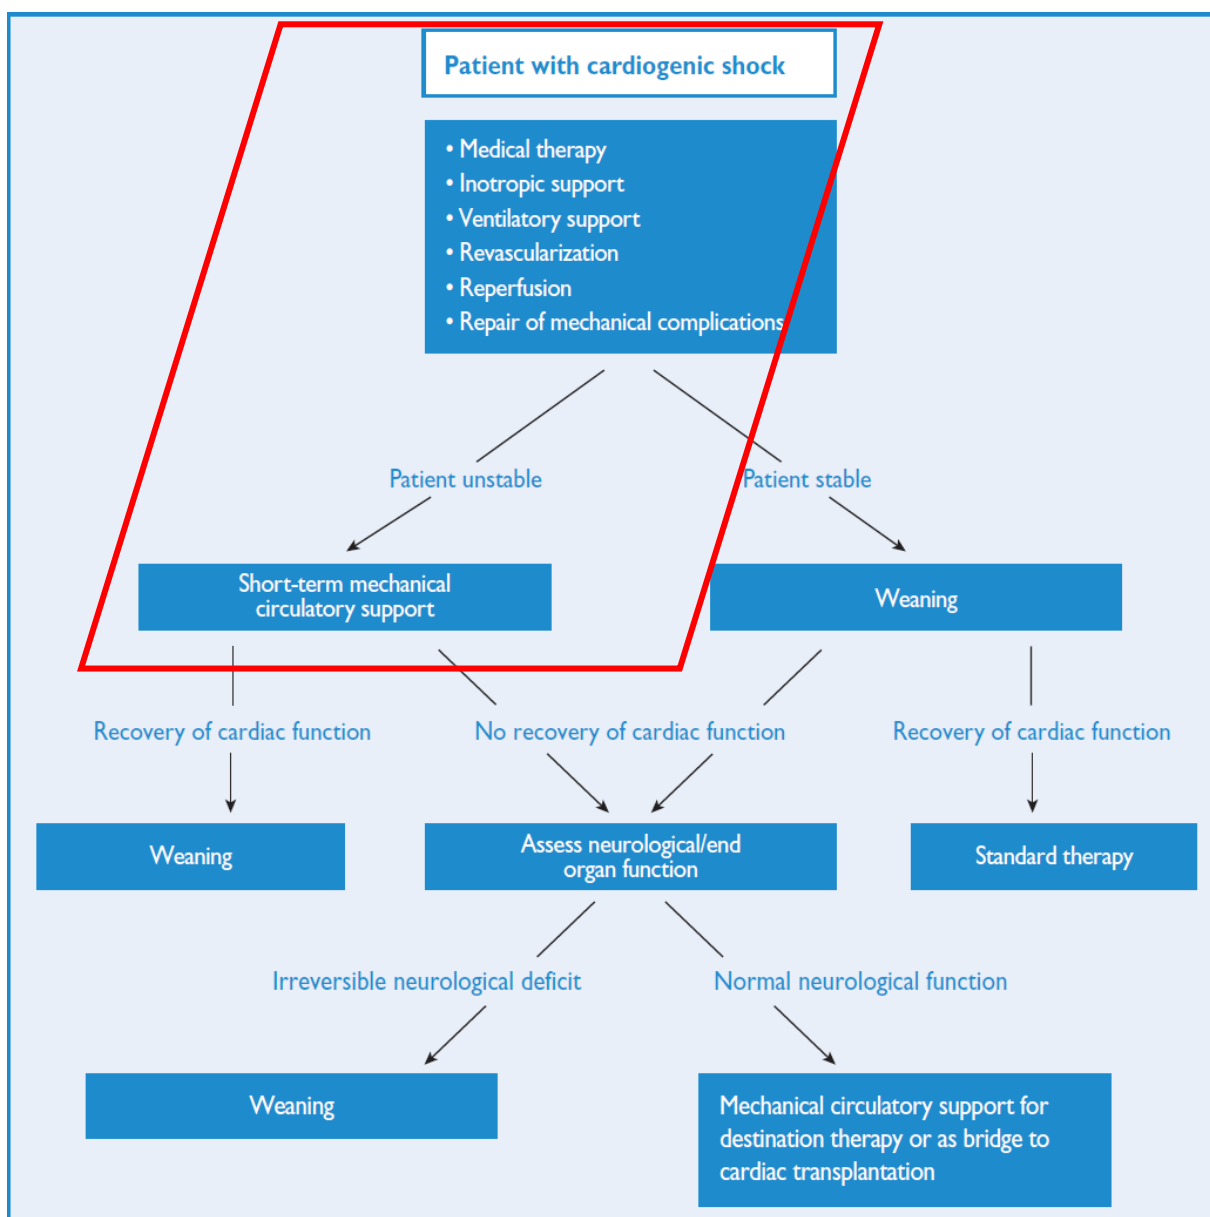 Patient with cardiogenic shock
• Medical therapy
• Inotropic support
• Ventilatory support
• Revascularization
• Reperfusion
• Repair of mechanical complications
Patient unstable
Patient stable
Short-term mechanical
circulatory support
Weaning
Recovery of cardiac function
No recovery of cardiac function
Recovery of cardiac function
Weaning
Assess neurological/end
organ function
Standard therapy
Irreversible neurological deficit
Normal neurological function
Weaning
Mechanical circulatory support for
destination therapy or as bridge to
cardiac transplantation